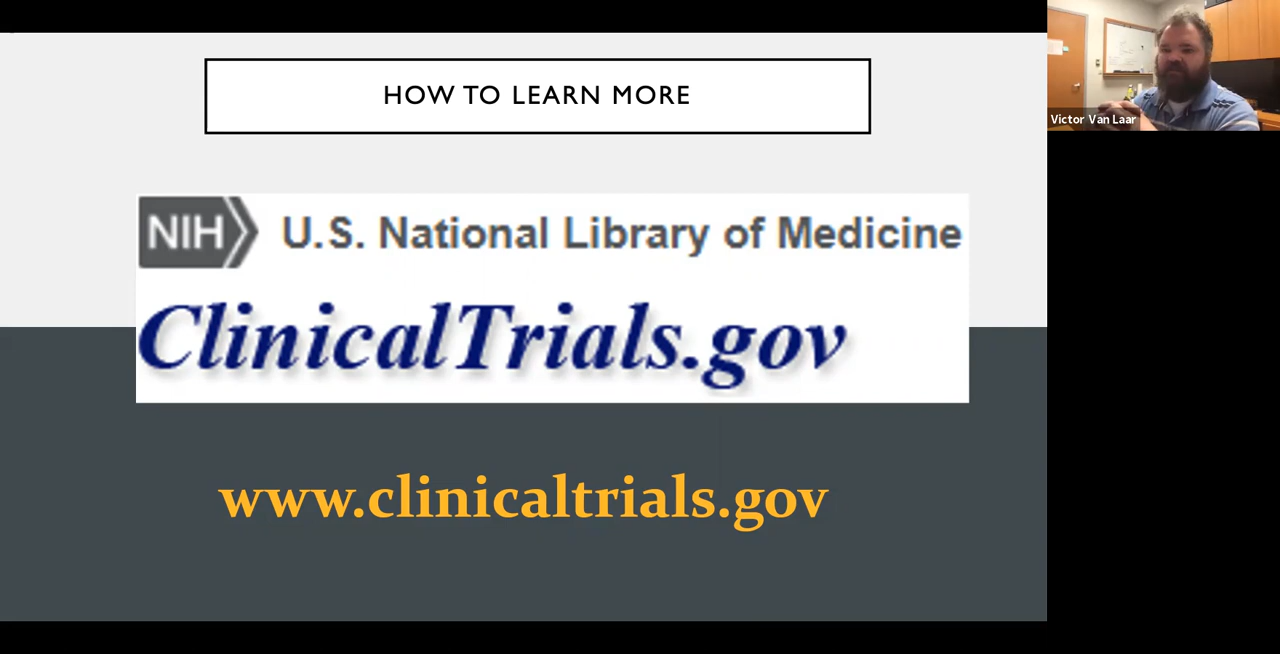 HOW TO LEARN MORE
NIH U.S. National Library of Medicine
ClinicalTrials.gov
www.clinicaltrials.gov
Victor Van Laar